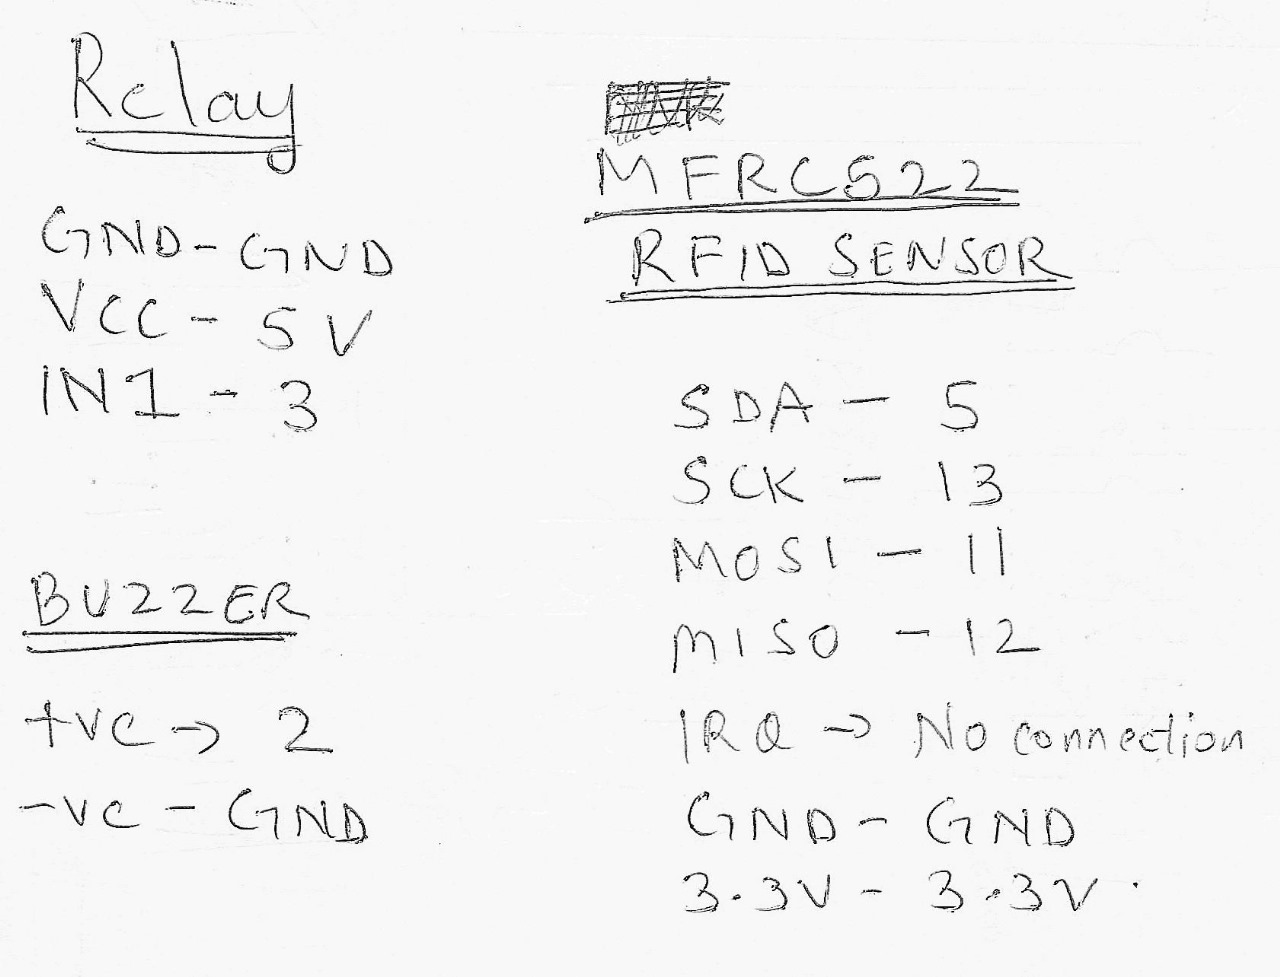 Relay
GND - GND
VCC - 5V
IN1 - 3
BUZZER
+ve → 2
-ve - GND
MFRC522
RFID SENSOR
SDA - 5
SCK - 13
MOSI - 11
MISO - 12
IRQ → No connection
GND - GND
3.3V - 3.3V